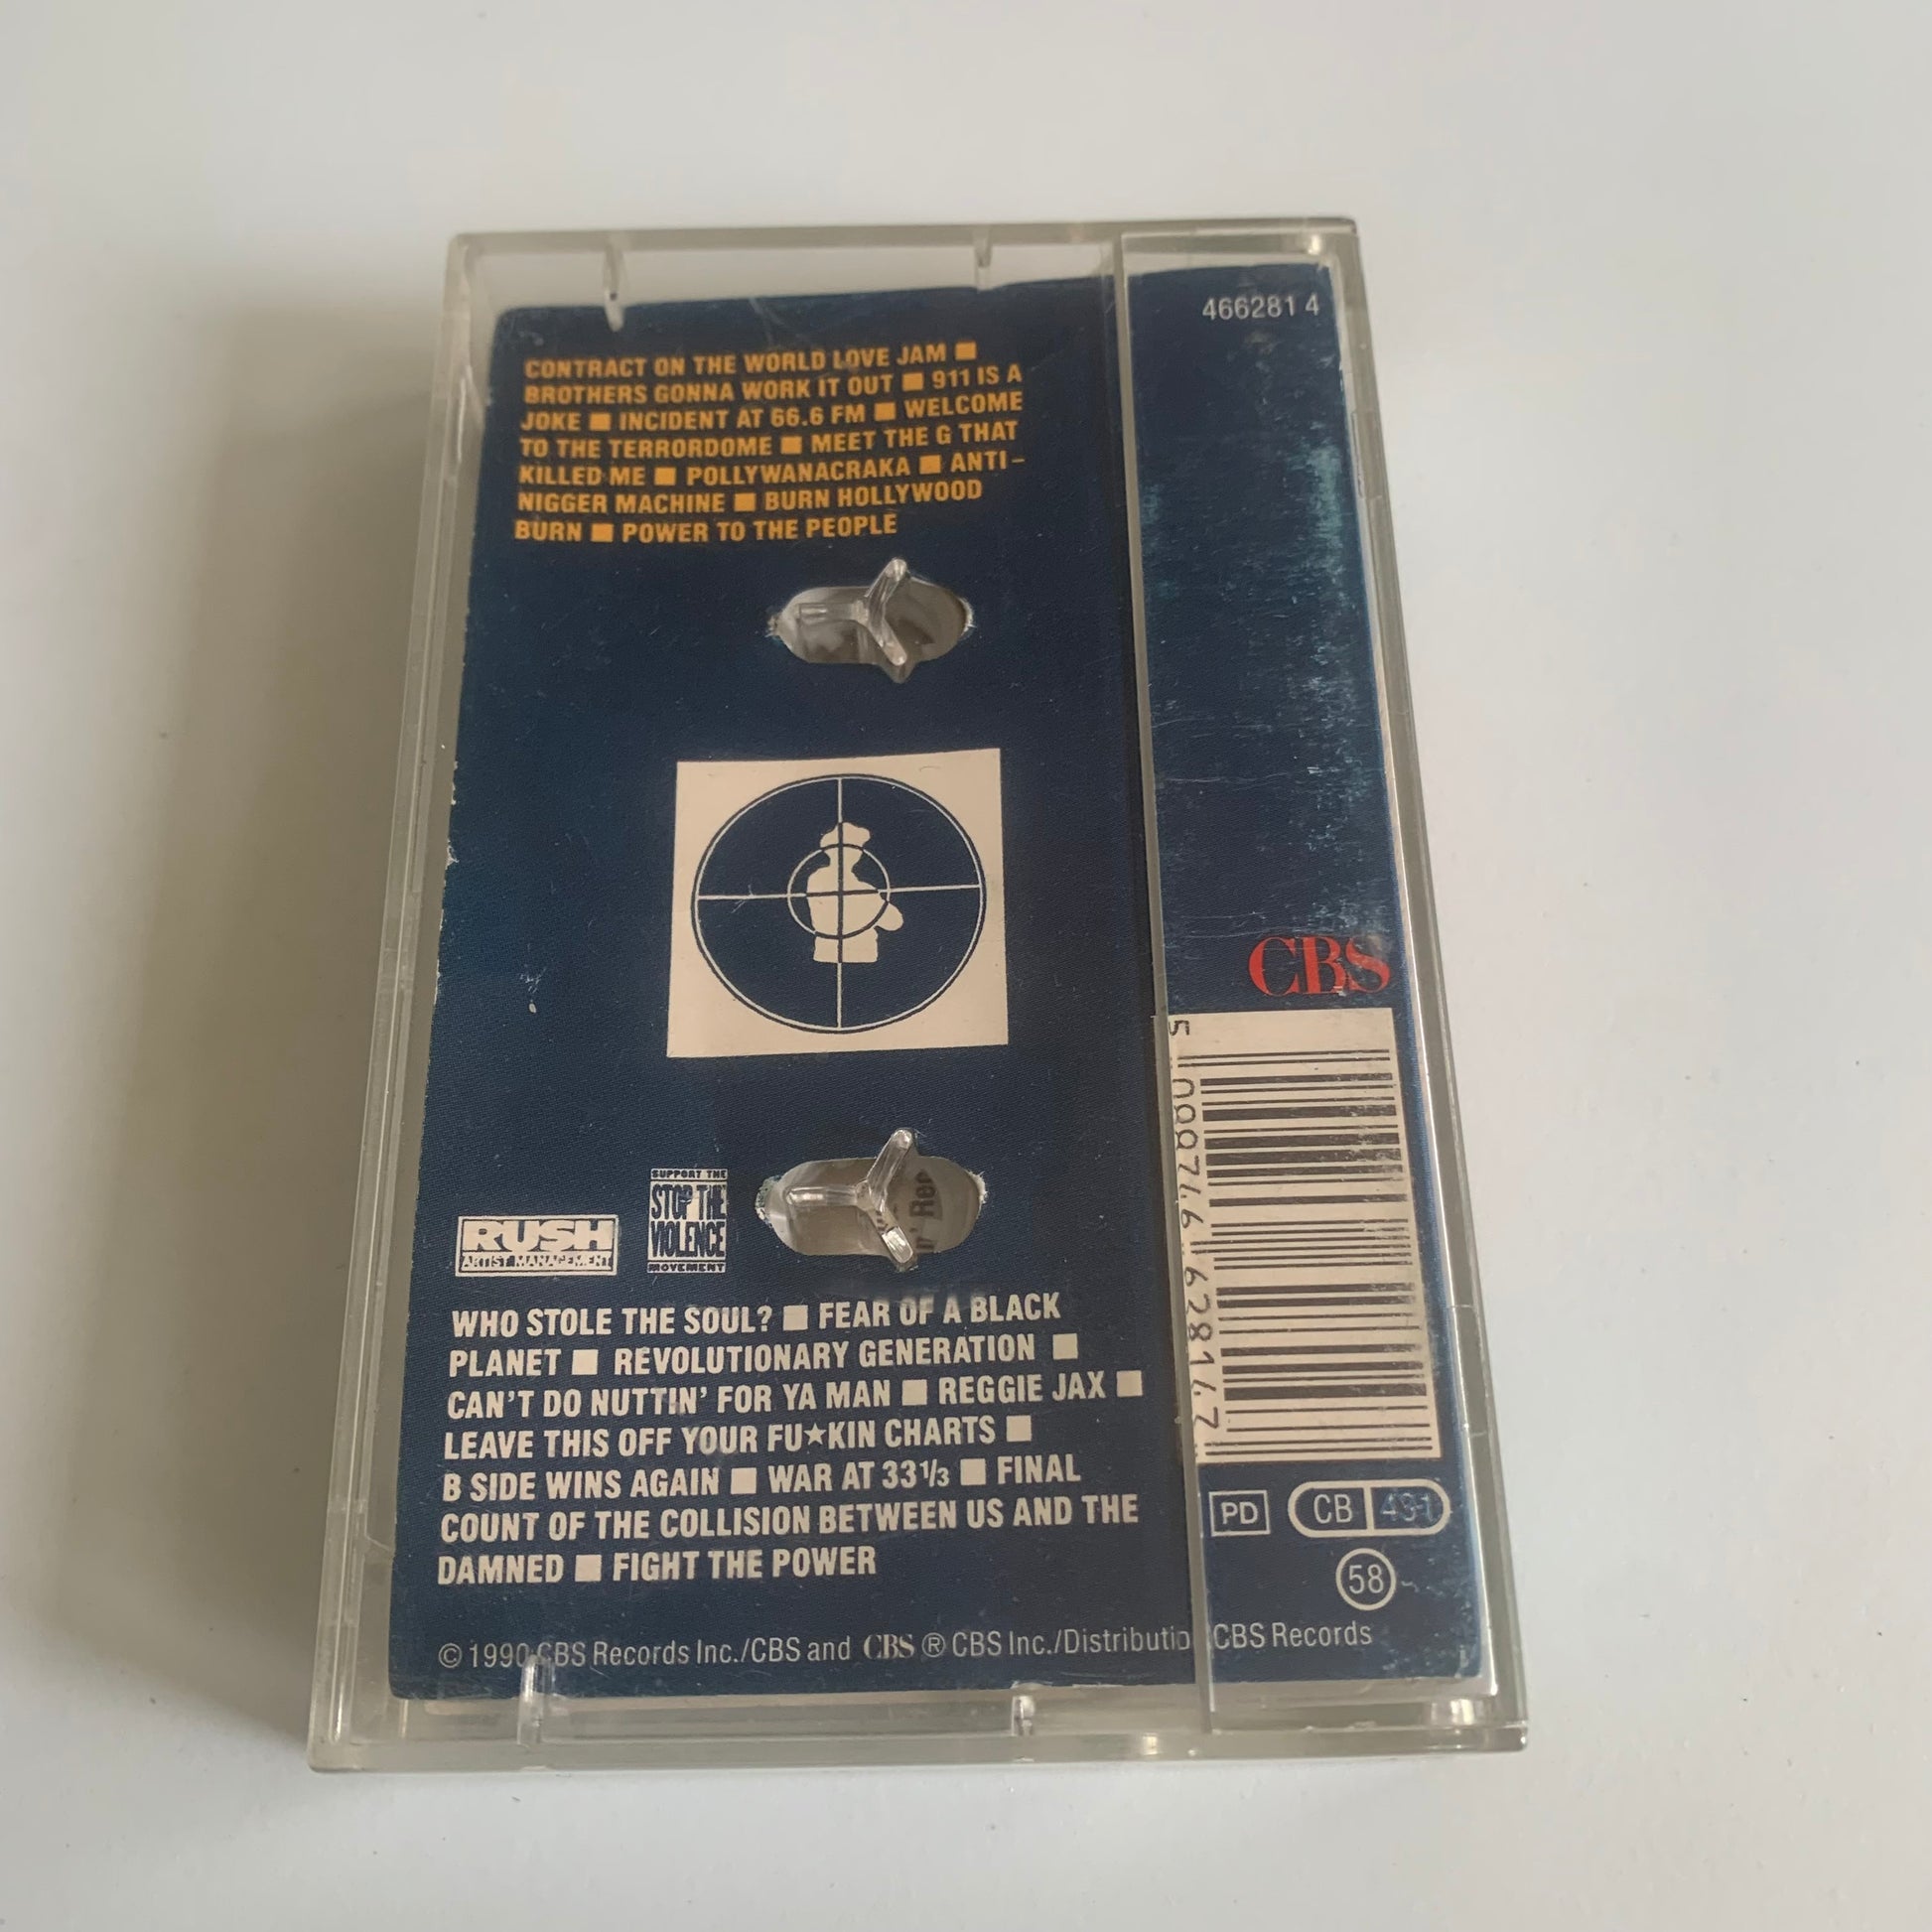 466281 4
CONTRACT ON THE WORLD LOVE JAM ■
BROTHERS GONNA WORK IT OUT ■ 911 IS A
JOKE ■ INCIDENT AT 66.6 FM ■ WELCOME
TO THE TERRORDOME ■ MEET THE G THAT
KILLED ME ■ POLLYWANACRAKA ■ ANTI–
NIGGER MACHINE ■ BURN HOLLYWOOD
BURN ■ POWER TO THE PEOPLE
CBS
5 099746 628147
SUPPORT THE
STOP THE
VIOLENCE
MOVEMENT
RUSH
ARTIST MANAGEMENT
WHO STOLE THE SOUL? ■ FEAR OF A BLACK
PLANET ■ REVOLUTIONARY GENERATION ■
CAN'T DO NUTTIN' FOR YA MAN ■ REGGIE JAX ■
LEAVE THIS OFF YOUR FU★KIN CHARTS ■
B SIDE WINS AGAIN ■ WAR AT 33⅓ ■ FINAL
COUNT OF THE COLLISION BETWEEN US AND THE
DAMNED ■ FIGHT THE POWER
PD CB 491
58
© 1990 CBS Records Inc./CBS and CBS ® CBS Inc./Distributio CBS Records